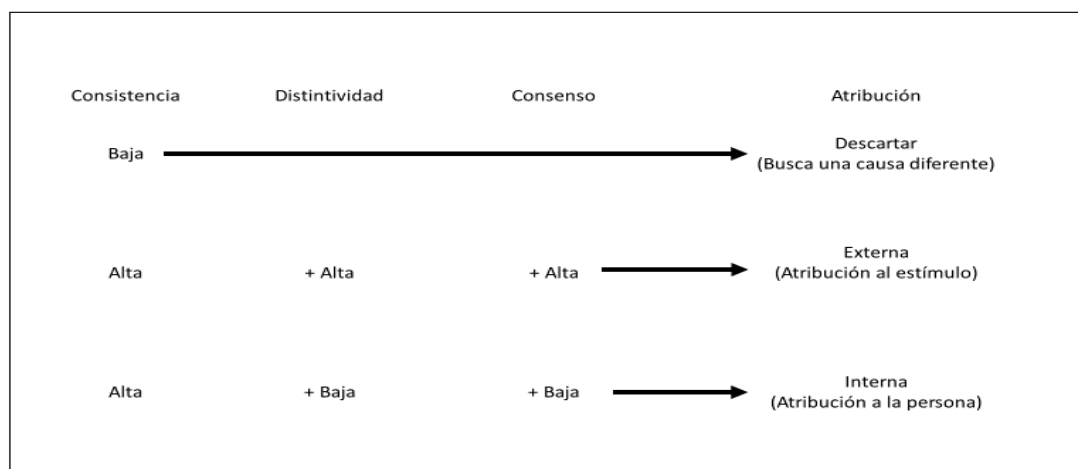 Consistencia Distintividad Consenso Atribución
Baja Descartar
(Busca una causa diferente)
Alta + Alta + Alta Externa
(Atribución al estímulo)
Alta + Baja + Baja Interna
(Atribución a la persona)